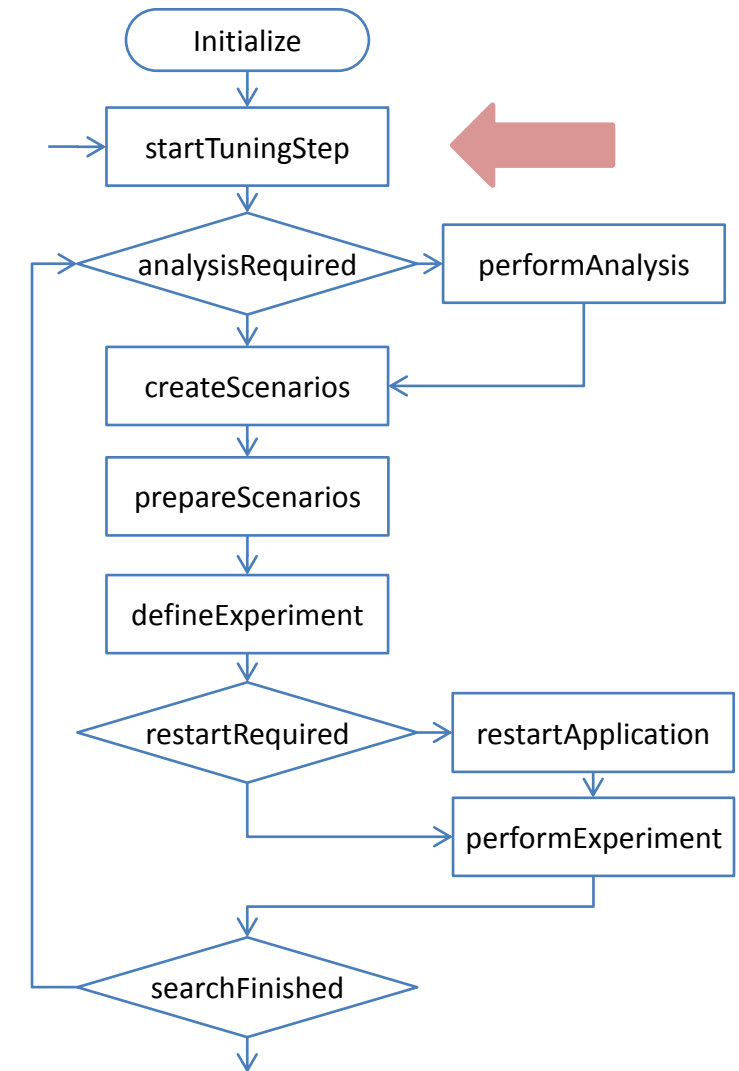 Initialize
startTuningStep
analysisRequired
performAnalysis
createScenarios
prepareScenarios
defineExperiment
restartRequired
restartApplication
performExperiment
searchFinished